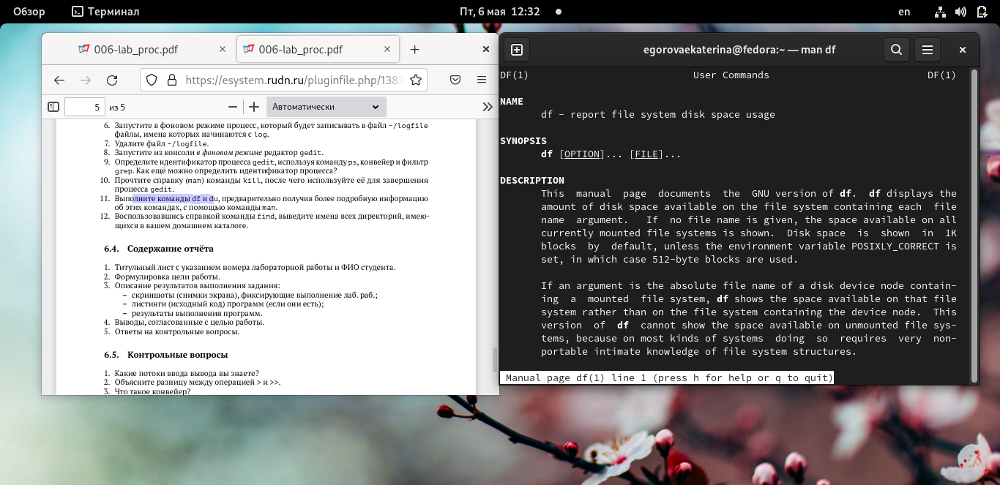 Обзор
Терминал
Пт, 6 мая 12:32
en
006-lab_proc.pdf
006-lab_proc.pdf
https://esystem.rudn.ru/pluginfile.php/1383
5 из 5
Автоматически
6. Запустите в фоновом режиме процесс, который будет записывать в файл ~/logfile
файлы, имена которых начинаются с log.
7. Удалите файл ~/logfile.
8. Запустите из консоли в фоновом режиме редактор gedit.
9. Определите идентификатор процесса gedit, используя команду ps, конвейер и фильтр
grep. Как ещё можно определить идентификатор процесса?
10. Прочтите справку (man) команды kill, после чего используйте её для завершения
процесса gedit.
11. Выполните команды df и du, предварительно получив более подробную информацию
об этих командах, с помощью команды man.
12. Воспользовавшись справкой команды find, выведите имена всех директорий, имею-
щихся в вашем домашнем каталоге.
6.4. Содержание отчёта
1. Титульный лист с указанием номера лабораторной работы и ФИО студента.
2. Формулировка цели работы.
3. Описание результатов выполнения задания:
– скриншоты (снимки экрана), фиксирующие выполнение лаб. раб.;
– листинги (исходный код) программ (если они есть);
– результаты выполнения программ.
4. Выводы, согласованные с целью работы.
5. Ответы на контрольные вопросы.
6.5. Контрольные вопросы
1. Какие потоки ввода вывода вы знаете?
2. Объясните разницу между операцией > и >>.
3. Что такое конвейер?
egorovaekaterina@fedora:~ — man df
DF(1) User Commands DF(1)
NAME
df - report file system disk space usage
SYNOPSIS
df [OPTION]... [FILE]...
DESCRIPTION
This manual page documents the GNU version of df. df displays the
amount of disk space available on the file system containing each file
name argument. If no file name is given, the space available on all
currently mounted file systems is shown. Disk space is shown in 1K
blocks by default, unless the environment variable POSIXLY_CORRECT is
set, in which case 512-byte blocks are used.
If an argument is the absolute file name of a disk device node contain-
ing a mounted file system, df shows the space available on that file
system rather than on the file system containing the device node. This
version of df cannot show the space available on unmounted file sys-
tems, because on most kinds of systems doing so requires very non-
portable intimate knowledge of file system structures.
Manual page df(1) line 1 (press h for help or q to quit)